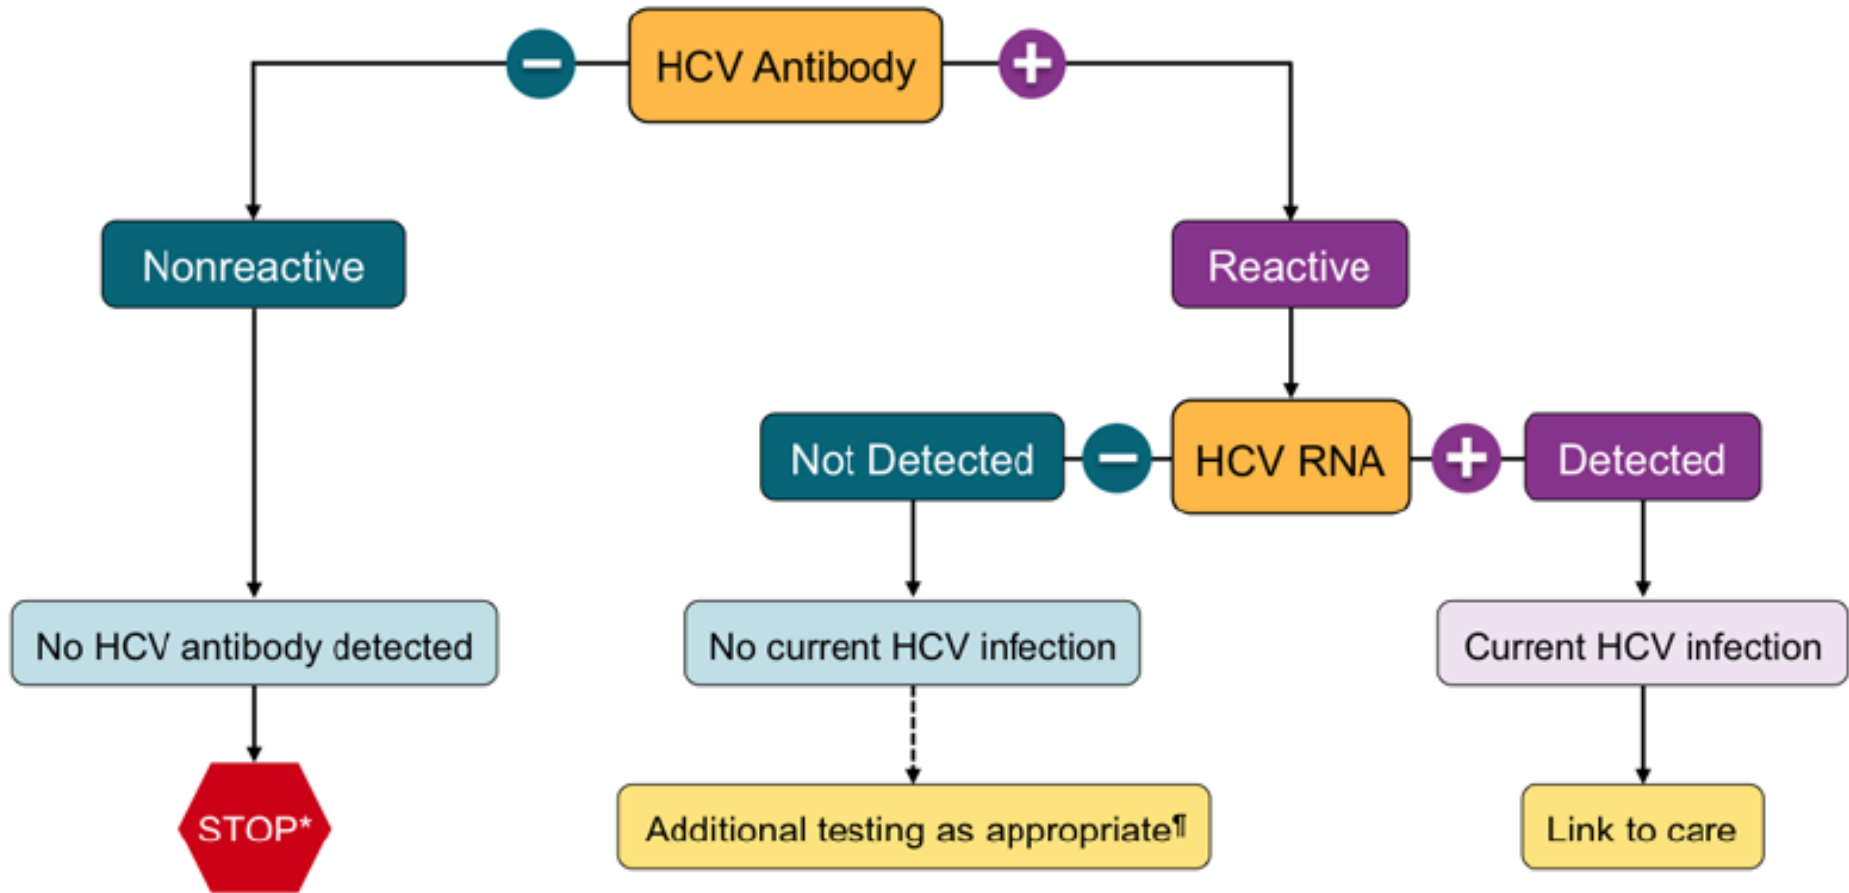 HCV Antibody
Nonreactive
Reactive
Not Detected
HCV RNA
Detected
No HCV antibody detected
No current HCV infection
Current HCV infection
STOP*
Additional testing as appropriate¶
Link to care